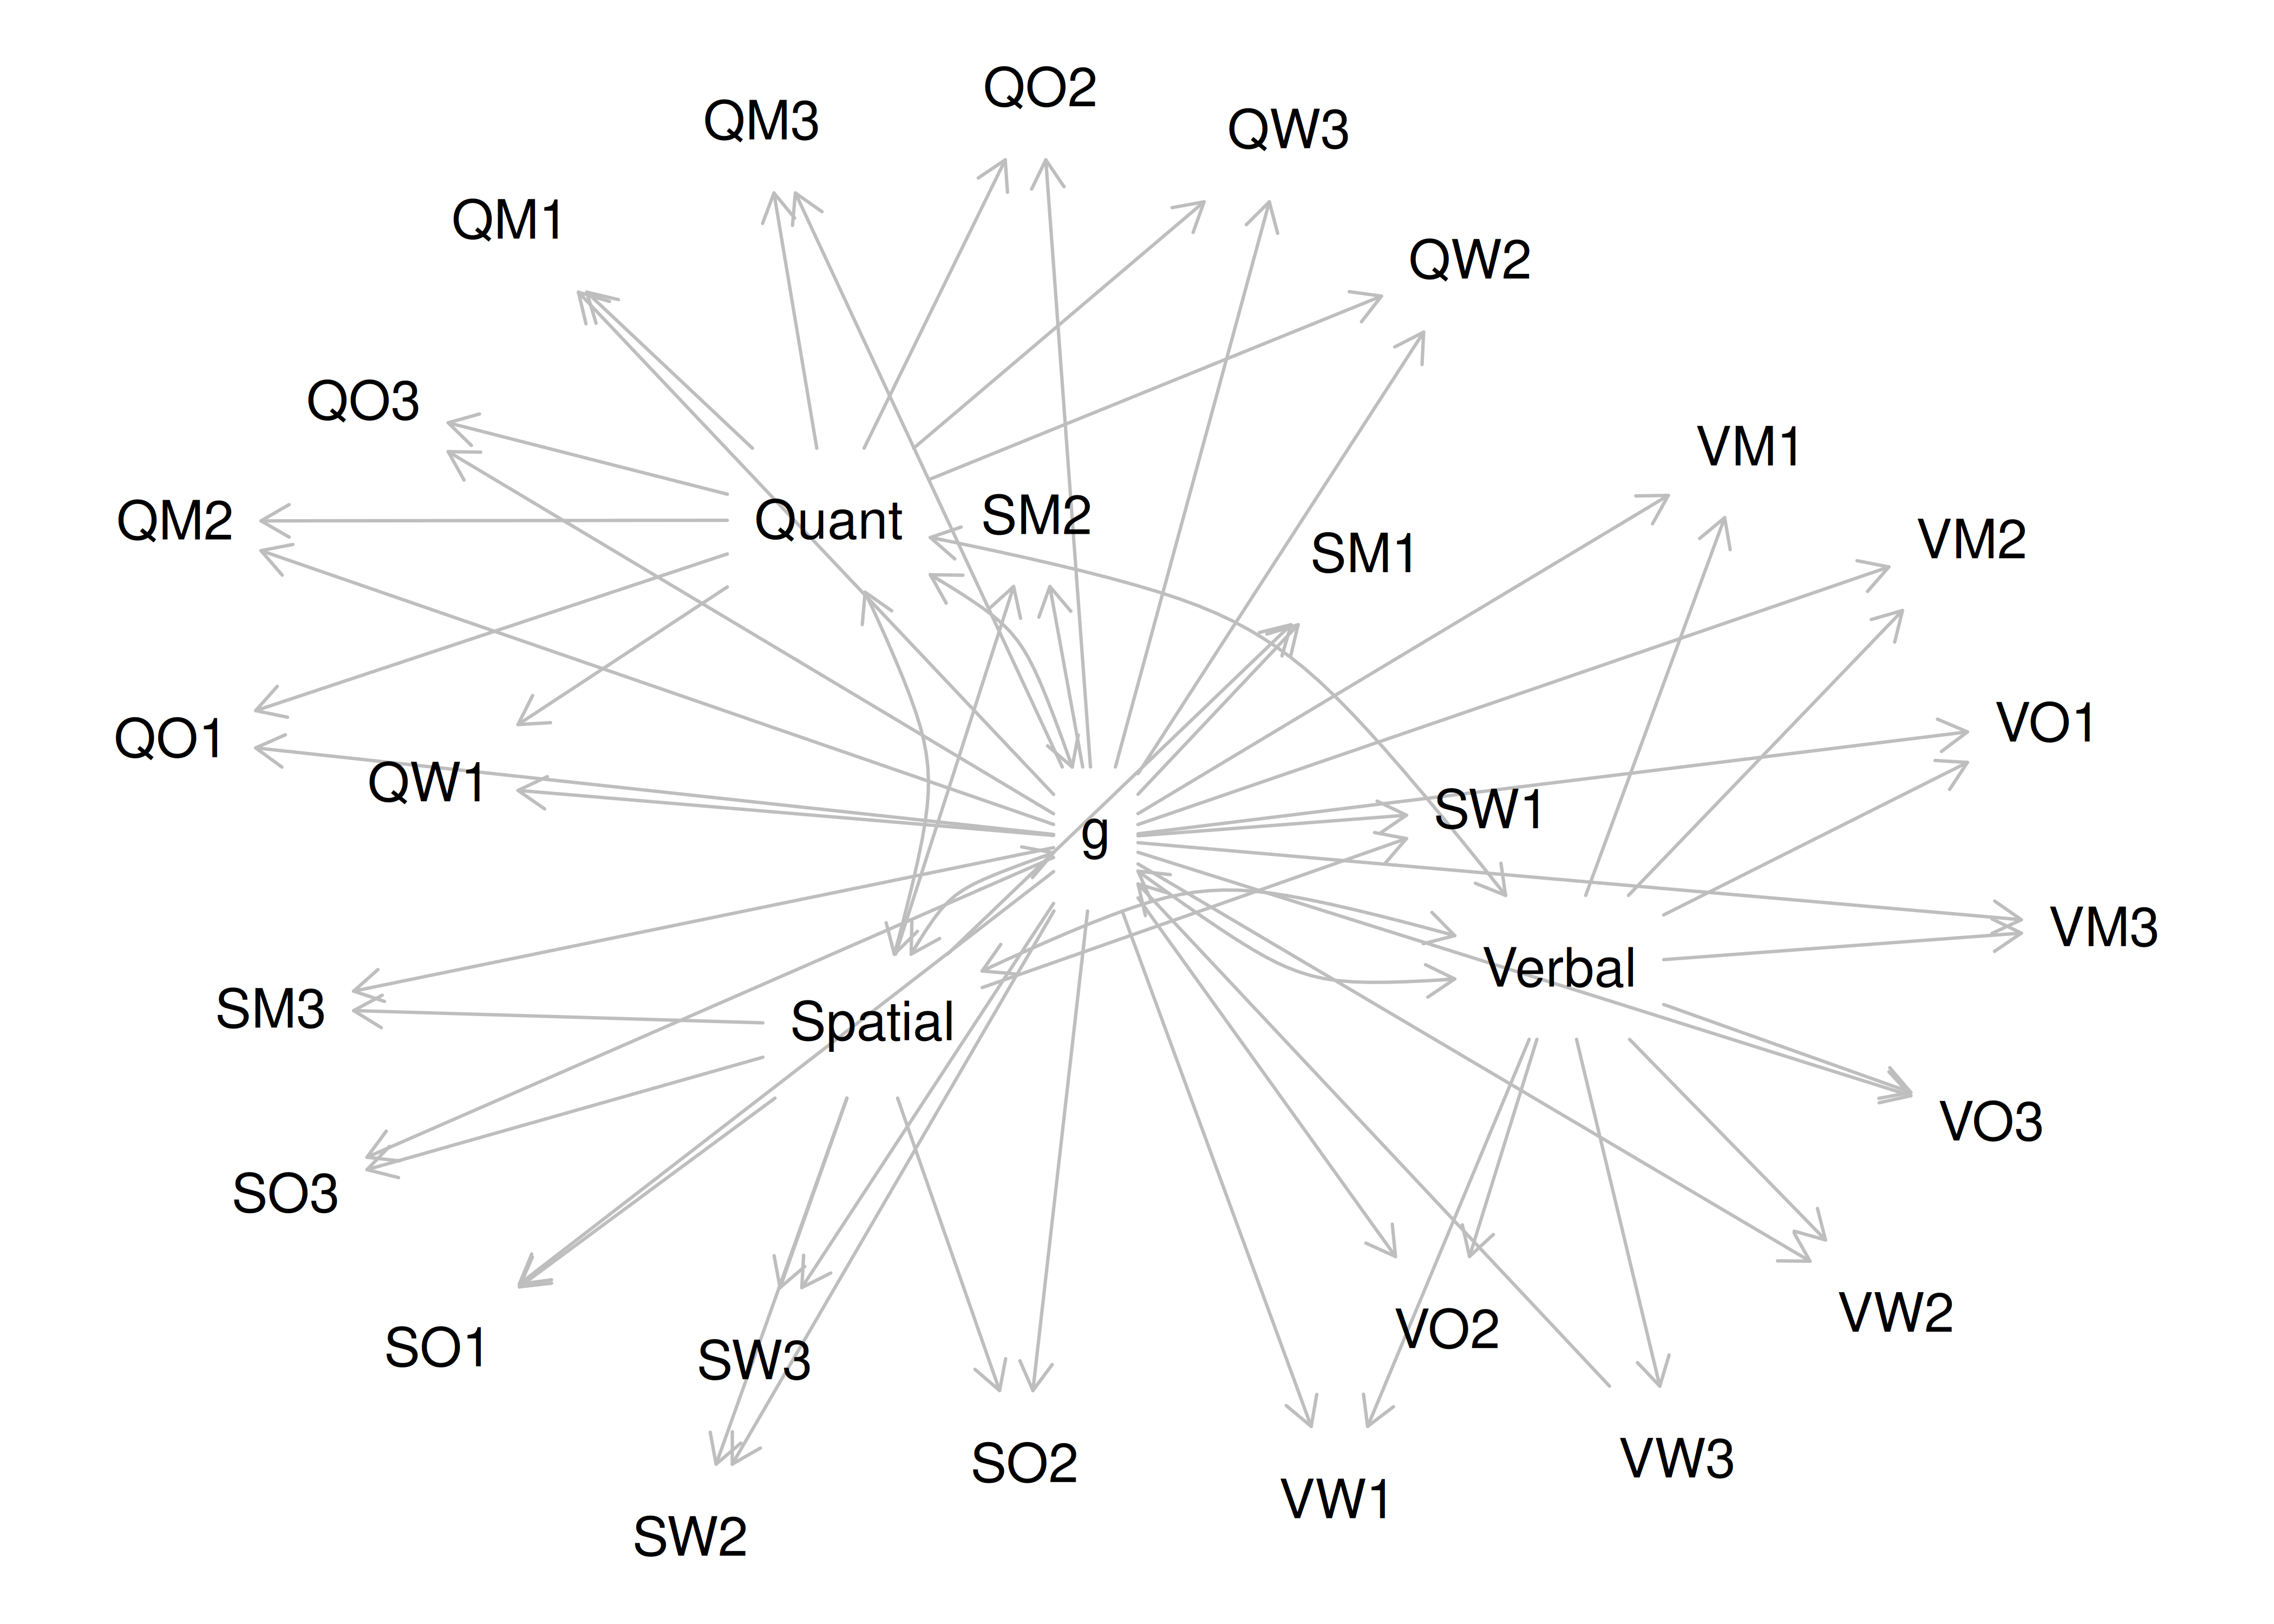 QO2
QM3
QW3
QM1
QW2
QO3
VM1
SM2
QM2
Quant
VM2
SM1
VO1
QO1
QW1
SW1
g
VM3
Verbal
SM3
Spatial
VO3
SO3
VW2
VO2
SO1
SW3
VW3
SO2
VW1
SW2